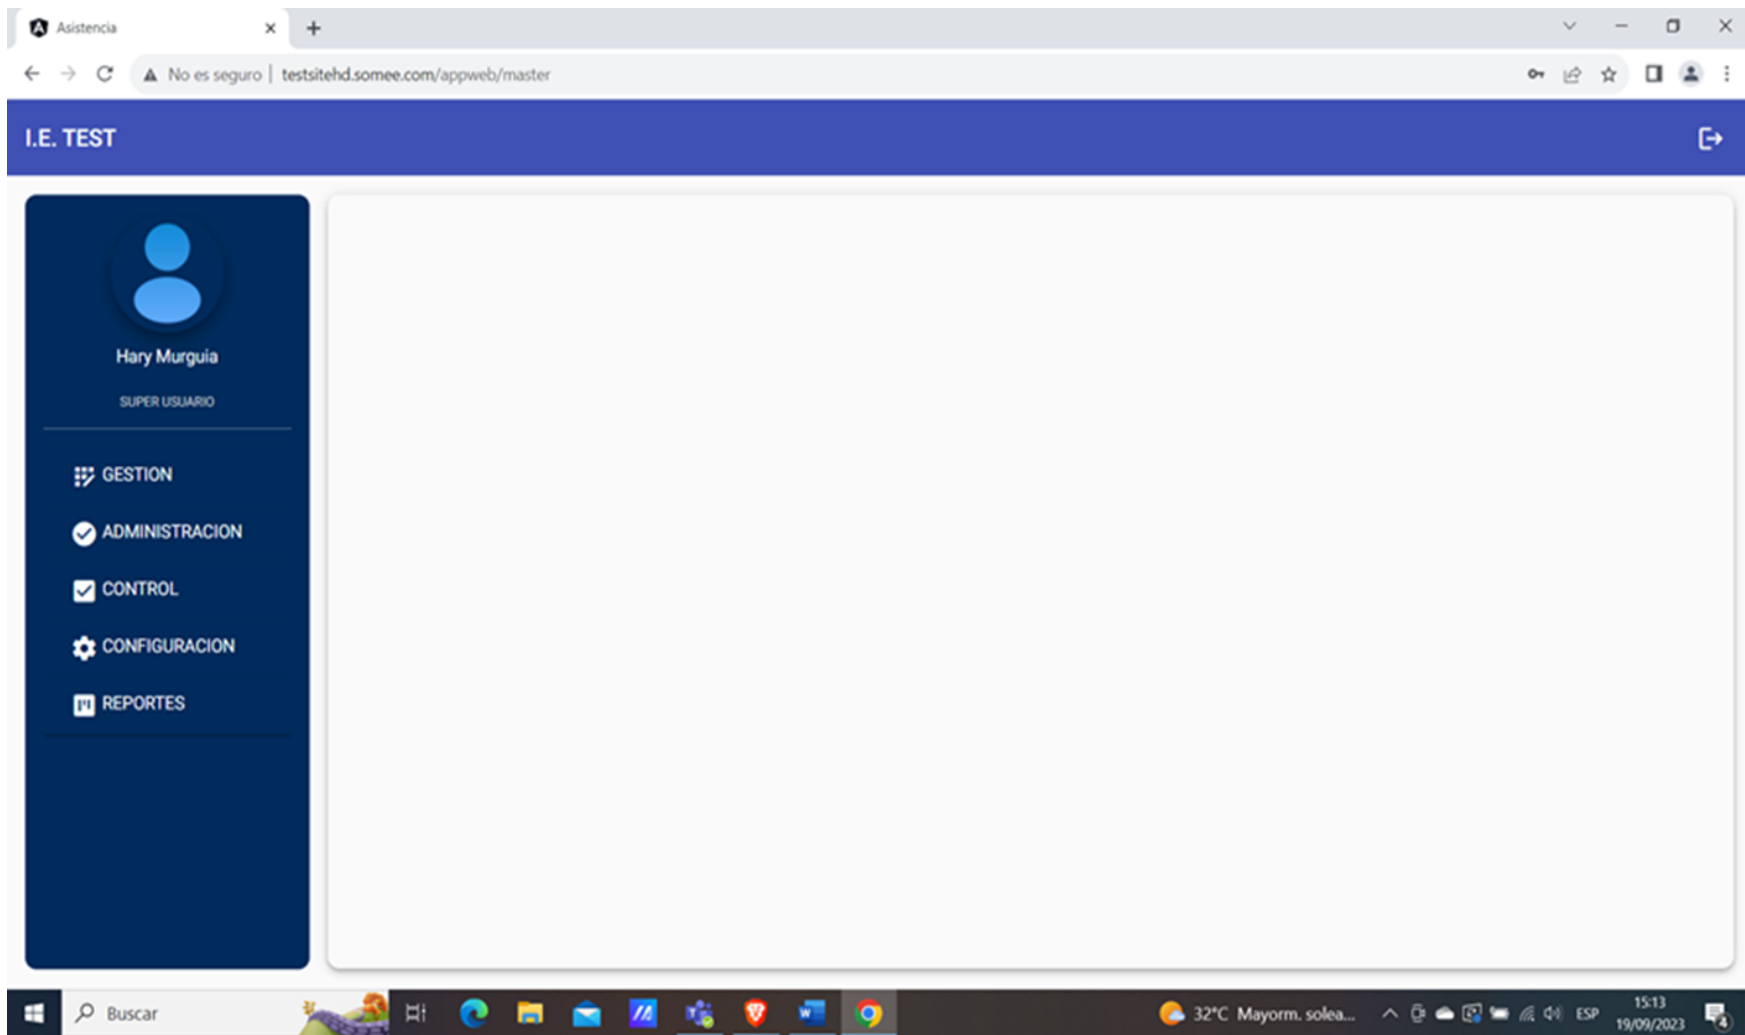 Asistencia
No es seguro | testsitehd.somee.com/appweb/master
I.E. TEST
Hary Murguia
SUPER USUARIO
GESTION
ADMINISTRACION
CONTROL
CONFIGURACION
REPORTES
Buscar
32°C Mayorm. solea...
ESP
15:13
19/09/2023
4